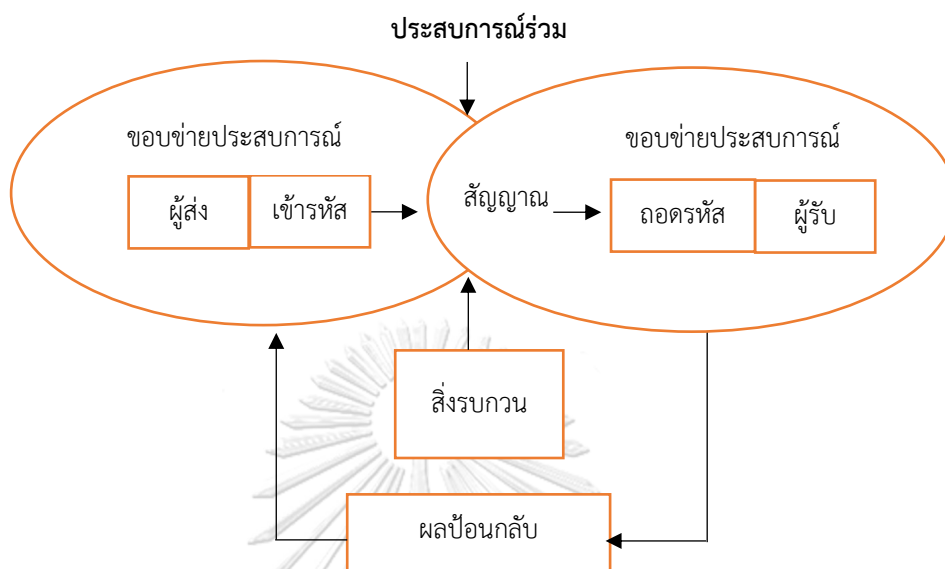 ประสบการณ์ร่วม
ขอบข่ายประสบการณ์
ขอบข่ายประสบการณ์
ผู้ส่ง
เข้ารหัส
สัญญาณ
ถอดรหัส
ผู้รับ
สิ่งรบกวน
ผลป้อนกลับ